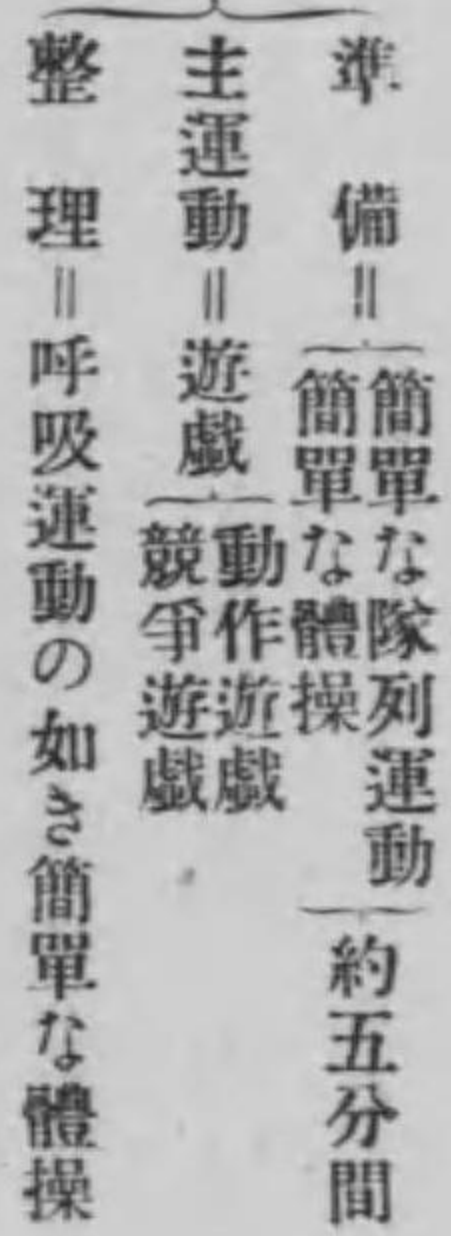 準備=
簡單な隊列運動
簡單な體操
約五分間
主運動=遊戲
動作遊戲
競爭遊戲
整理=呼吸運動の如き簡單な體操